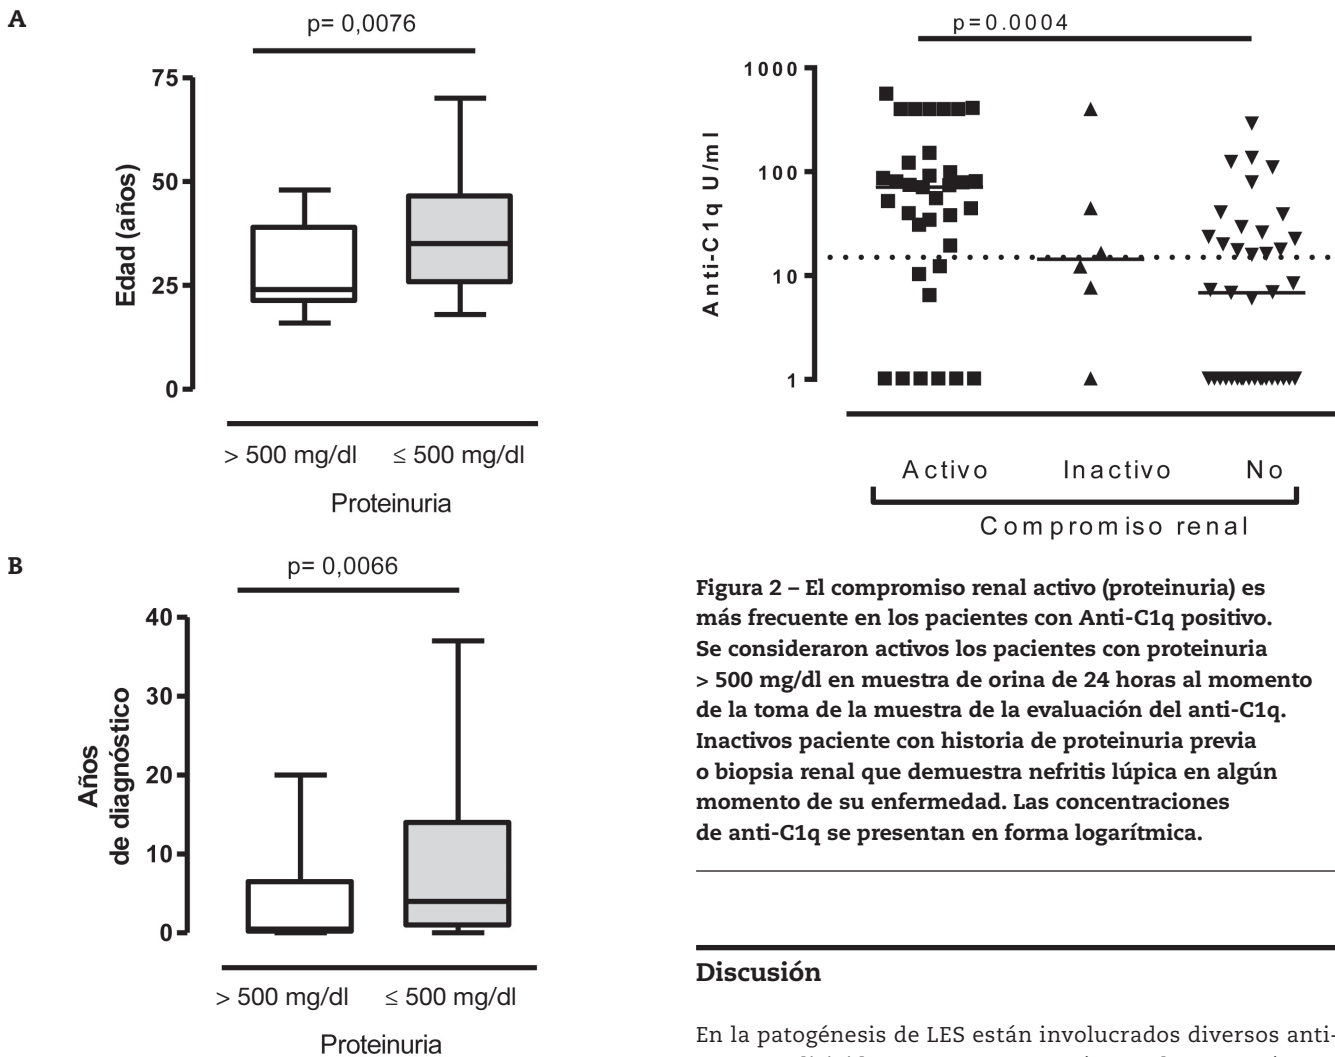 A
p= 0,0076
75
50
25
0
Edad (años)
> 500 mg/dl ≤ 500 mg/dl
Proteinuria
B
p= 0,0066
40
30
20
10
0
Años
de diagnóstico
> 500 mg/dl ≤ 500 mg/dl
Proteinuria
p=0.0004
1000
100
10
1
Anti-C1q U/ml
Activo Inactivo No
Compromiso renal
Figura 2 – El compromiso renal activo (proteinuria) es
más frecuente en los pacientes con Anti-C1q positivo.
Se consideraron activos los pacientes con proteinuria
> 500 mg/dl en muestra de orina de 24 horas al momento
de la toma de la muestra de la evaluación del anti-C1q.
Inactivos paciente con historia de proteinuria previa
o biopsia renal que demuestra nefritis lúpica en algún
momento de su enfermedad. Las concentraciones
de anti-C1q se presentan en forma logarítmica.
Discusión
En la patogénesis de LES están involucrados diversos anti-